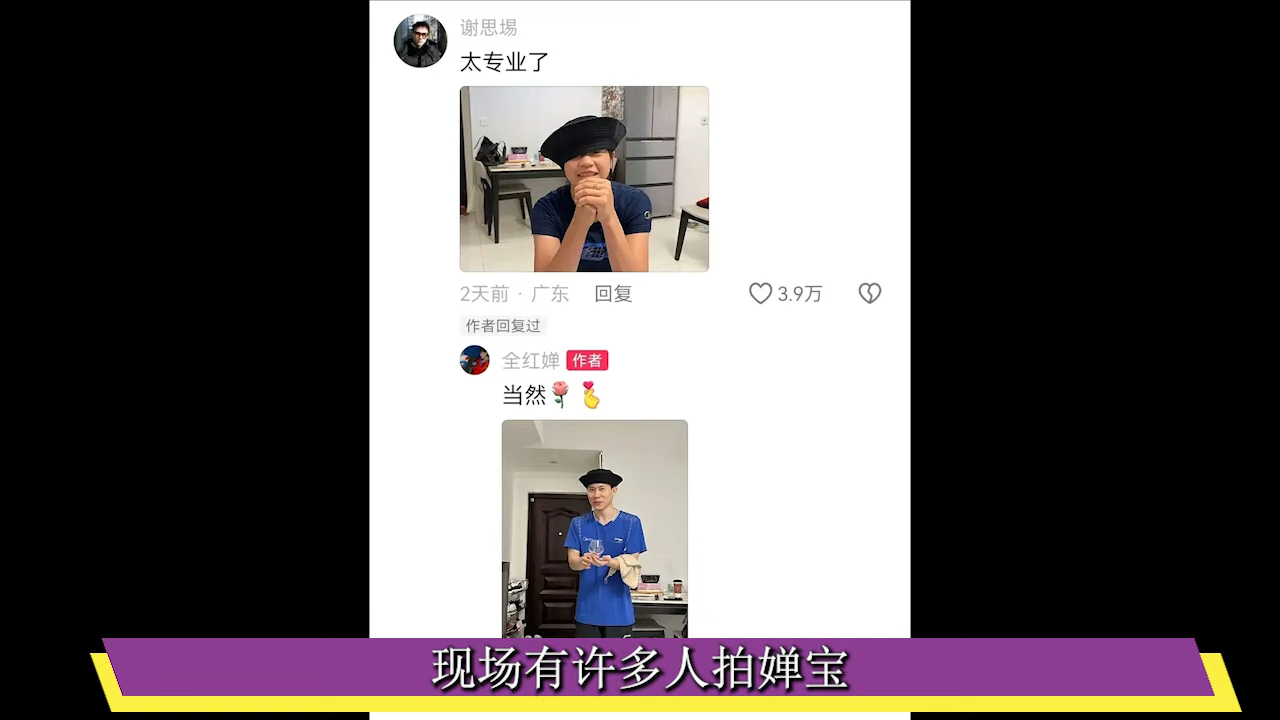 谢思埸
太专业了
2天前 · 广东 回复 3.9万
作者回复过
全红婵 作者
当然🌹🫰
现场有许多人拍婵宝